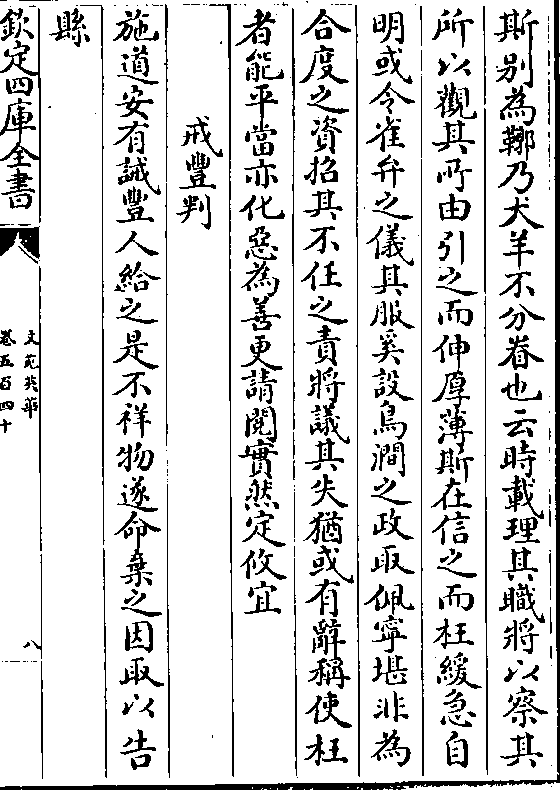 斯别為鞹乃犬羊不分眷也云時載理其職將以察其
所以觀其所由引之而伸厚薄斯在信之而枉緩急自
明或令雀弁之儀其服奚設鳥澗之政取佩寧堪非為
合度之資招其不任之責將議其失猶或有辭稱使枉
者能平當亦化惡為善更請閲實然定攸宜
戒豐判
施道安有誡豐人給之是不祥物遂命棄之因取以告
縣
欽定四庫全書
文苑英華
卷五百四十
八